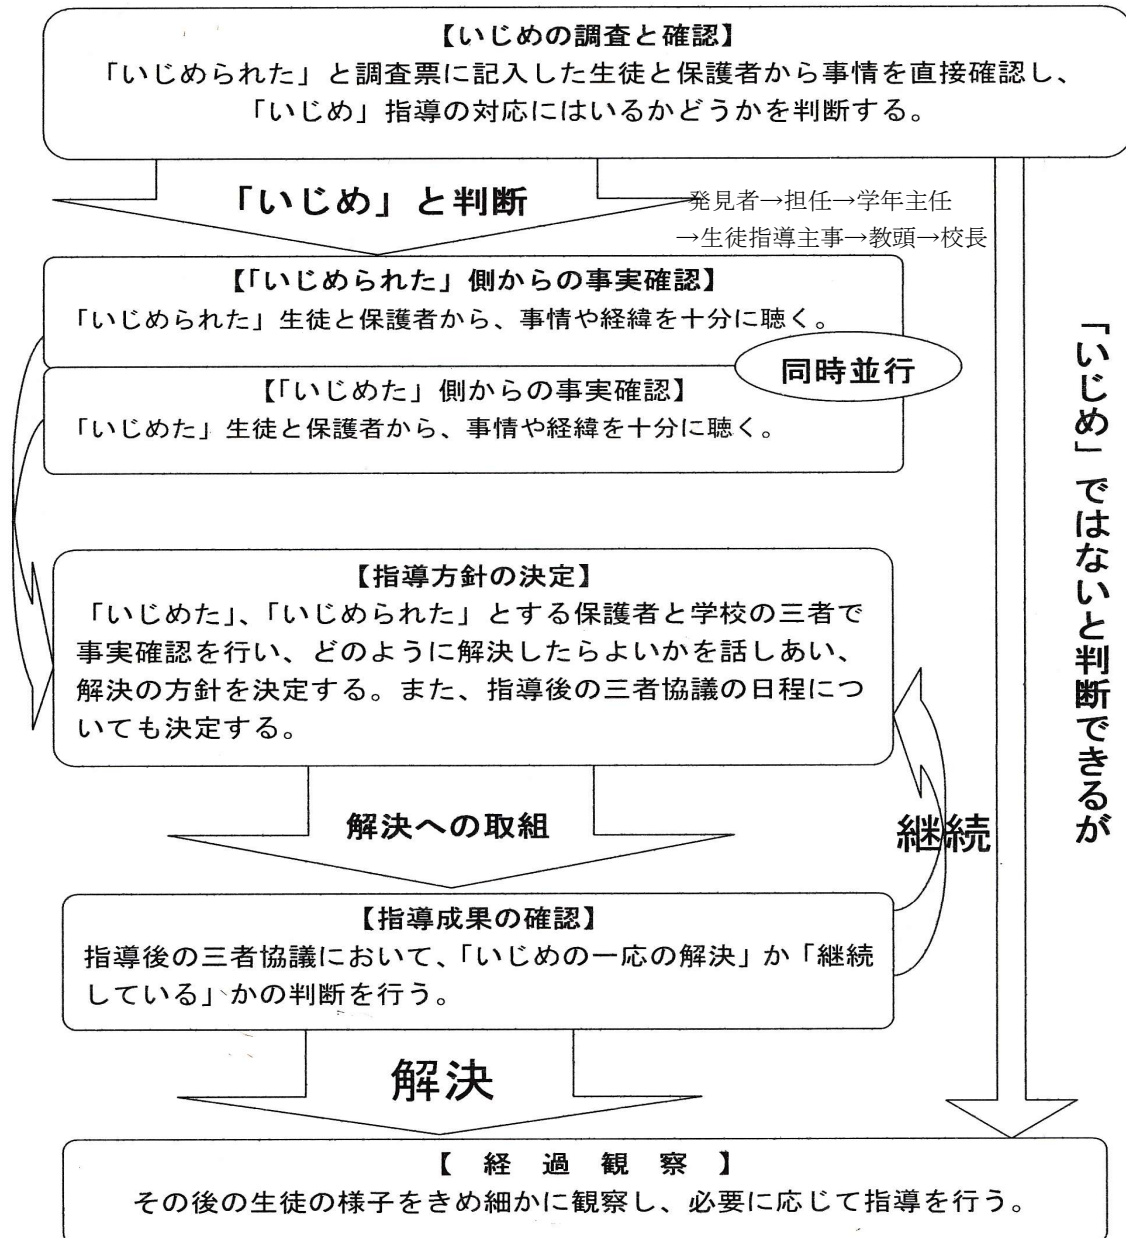 【いじめの調査と確認】
「いじめられた」と調査票に記入した生徒と保護者から事情を直接確認し、
「いじめ」指導の対応にはいるかどうかを判断する。
「いじめ」と判断
発見者→担任→学年主任
→生徒指導主事→教頭→校長
【「いじめられた」側からの事実確認】
「いじめられた」生徒と保護者から、事情や経緯を十分に聴く。
同時並行
【「いじめた」側からの事実確認】
「いじめた」生徒と保護者から、事情や経緯を十分に聴く。
「いじめ」ではないと判断できるが
【指導方針の決定】
「いじめた」、「いじめられた」とする保護者と学校の三者で
事実確認を行い、どのように解決したらよいかを話しあい、
解決の方針を決定する。また、指導後の三者協議の日程につ
いても決定する。
解決への取組
継続
【指導成果の確認】
指導後の三者協議において、「いじめの一応の解決」か「継続
している」かの判断を行う。
解決
【 経 過 観 察 】
その後の生徒の様子をきめ細かに観察し、必要に応じて指導を行う。